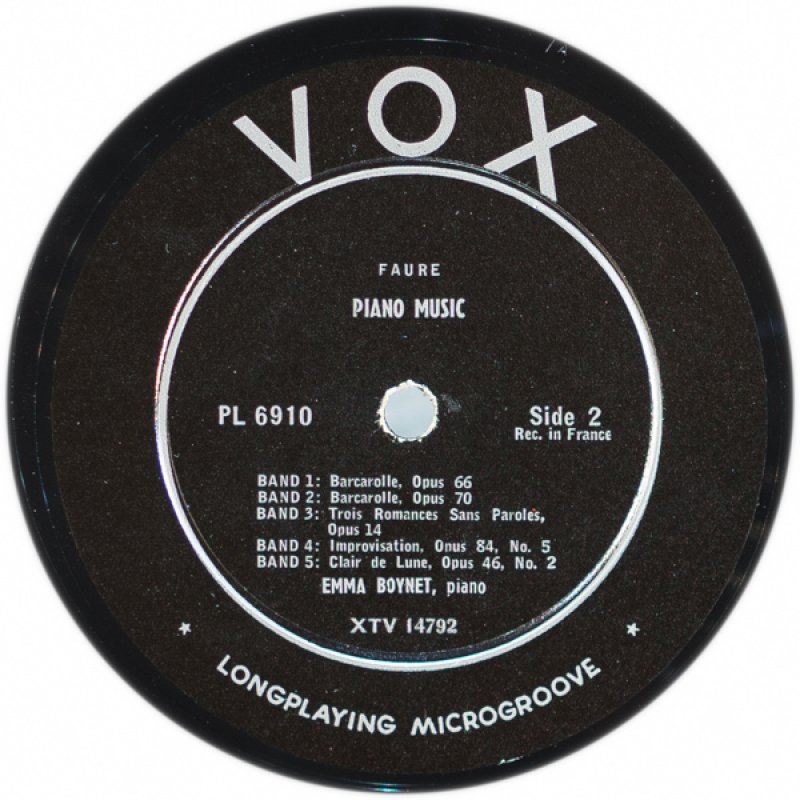 VOX
FAURE
PIANO MUSIC
PL 6910
Side 2
Rec. in France
BAND 1: Barcarolle, Opus 66
BAND 2: Barcarolle, Opus 70
BAND 3: Trois Romances Sans Paroles,
Opus 14
BAND 4: Improvisation, Onus 84, No. 5
BAND 5: Clair de Lune, Opus 46, No. 2
EMMA BOYNET, piano
XTV 14792
* LONGPLAYING MICROGROOVE *